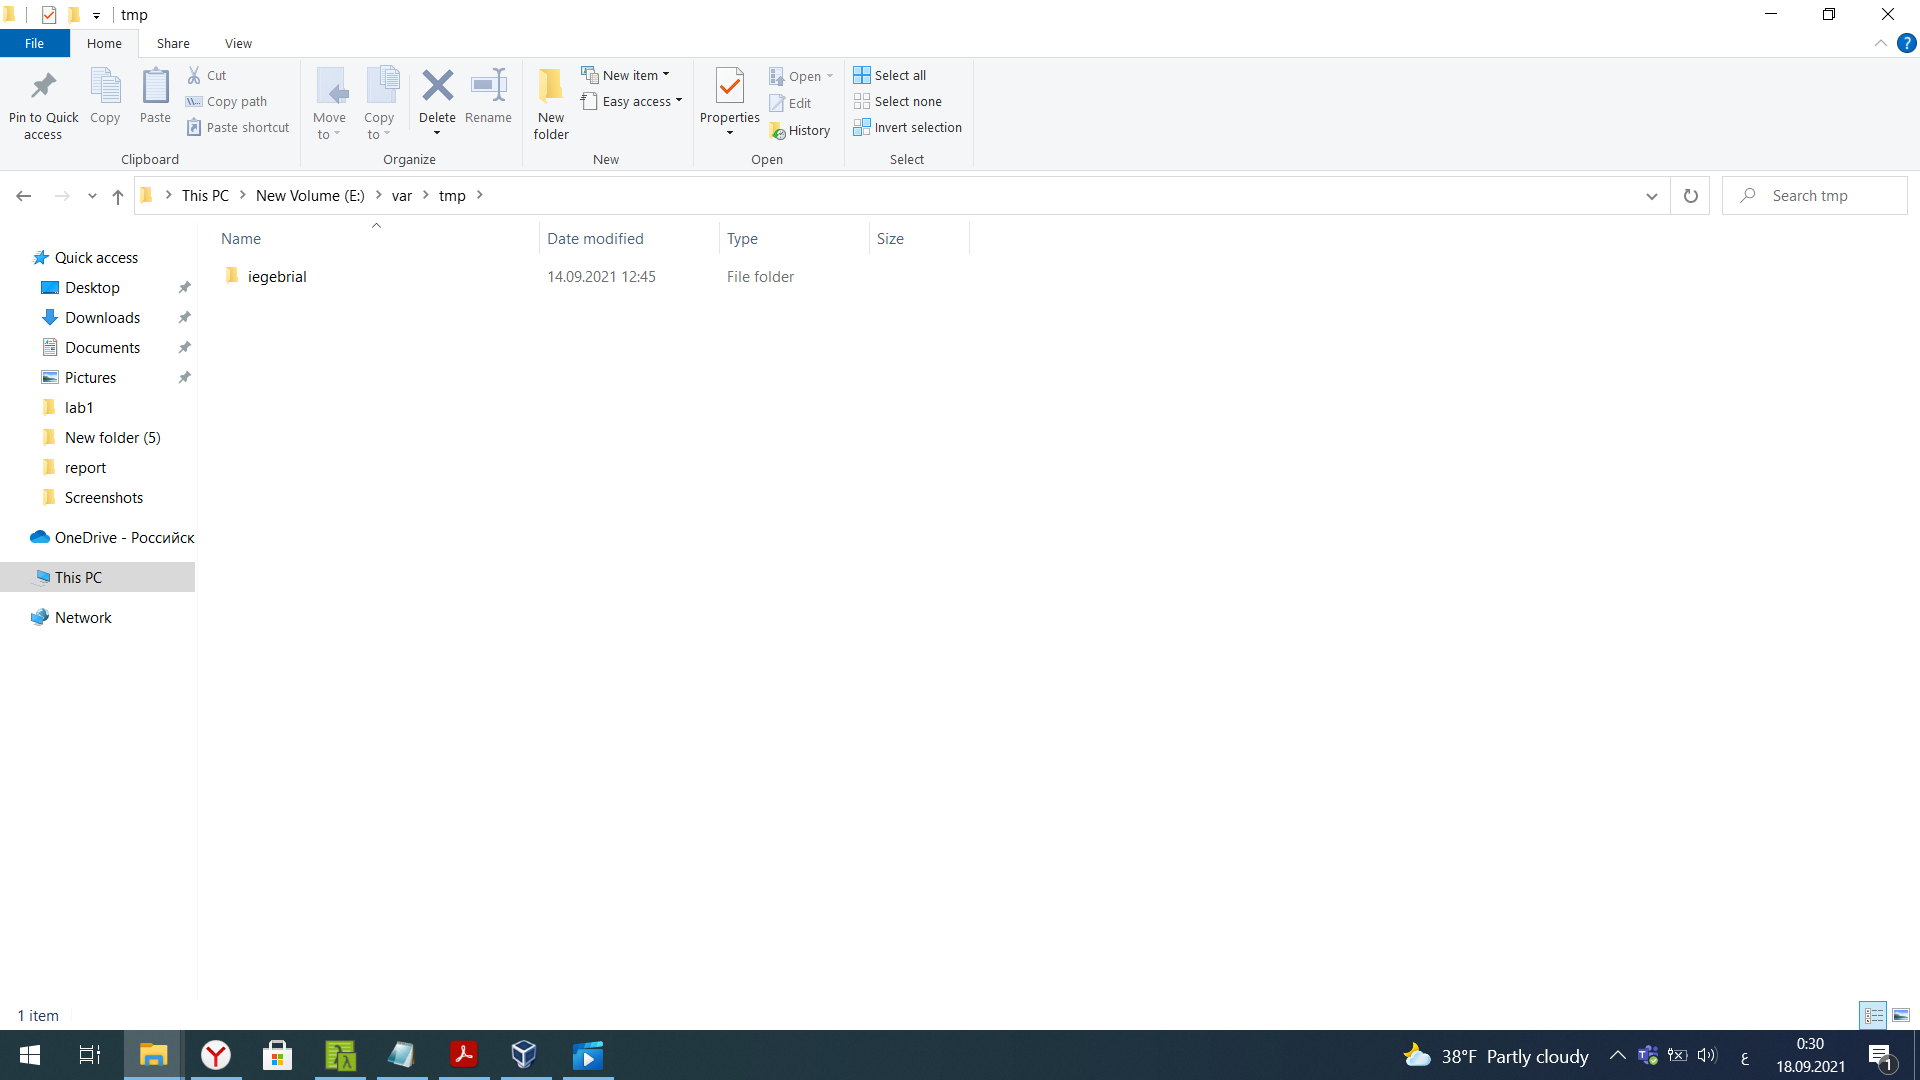 tmp
File Home Share View
Pin to Quick access
Copy
Paste
Cut
Copy path
Paste shortcut
Clipboard
Move to
Copy to
Delete
Rename
Organize
New folder
New item
Easy access
New
Properties
Open
Edit
History
Open
Select all
Select none
Invert selection
Select
This PC New Volume (E:) var tmp
Search tmp
Name Date modified Type Size
iegebrial 14.09.2021 12:45 File folder
Quick access
Desktop
Downloads
Documents
Pictures
lab1
New folder (5)
report
Screenshots
OneDrive - Российск
This PC
Network
1 item
38°F Partly cloudy
ع
0:30
18.09.2021
1